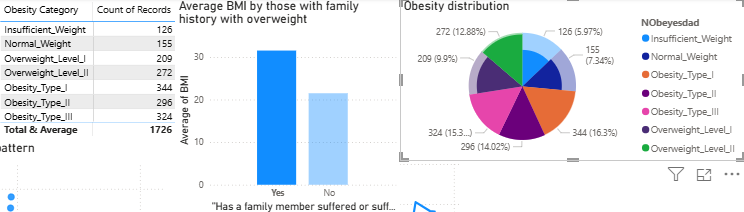 Obesity Category Count of Records
Insufficient_Weight 126
Normal_Weight 155
Overweight_Level_I 209
Overweight_Level_II 272
Obesity_Type_I 344
Obesity_Type_II 296
Obesity_Type_III 324
Total & Average 1726
pattern
Average BMI by those with family
history with overweight
Average of BMI
30
20
10
0
Yes No
"Has a family member suffered or suff...
Obesity distribution
272 (12.88%)
126 (5.97%)
209 (9.9%)
155
(7.34%)
324 (15.3...)
344 (16.3%)
296 (14.02%)
NObeyesdad
Insufficient_Weight
Normal_Weight
Obesity_Type_I
Obesity_Type_II
Obesity_Type_III
Overweight_Level_I
Overweight_Level_II